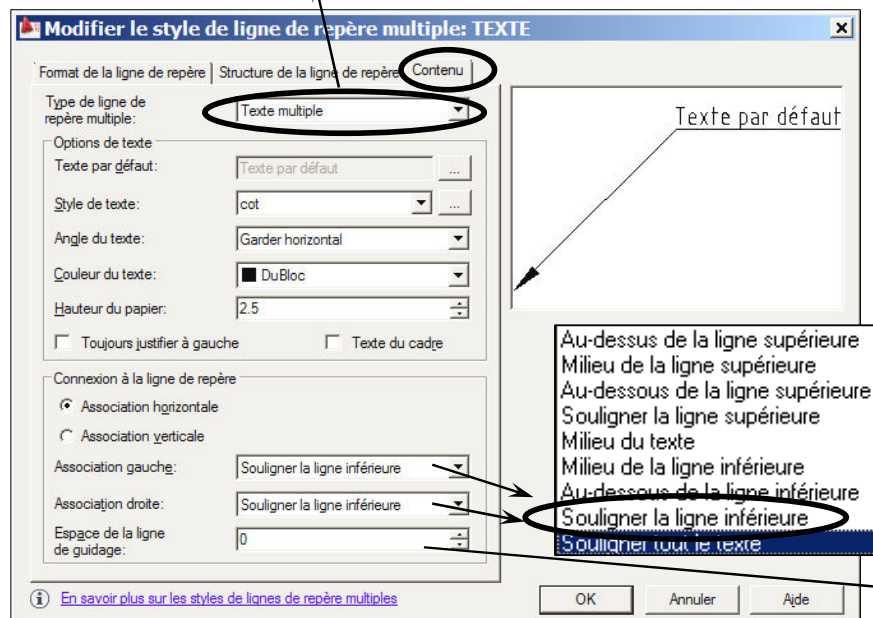 Modifier le style de ligne de repère multiple: TEXTE
Format de la ligne de repère
Structure de la ligne de repère
Contenu
Type de ligne de
repère multiple:
Texte multiple
Options de texte
Texte par défaut:
Texte par défaut
...
Style de texte:
cot
...
Angle du texte:
Garder horizontal
Couleur du texte:
DuBloc
Hauteur du papier:
2.5
Toujours justifier à gauche
Texte du cadre
Connexion à la ligne de repère
Association horizontale
Association verticale
Association gauche:
Souligner la ligne inférieure
Association droite:
Souligner la ligne inférieure
Espace de la ligne
de guidage:
0
Texte par défaut
Au-dessus de la ligne supérieure
Milieu de la ligne supérieure
Au-dessous de la ligne supérieure
Souligner la ligne supérieure
Milieu du texte
Milieu de la ligne inférieure
Au-dessous de la ligne inférieure
Souligner la ligne inférieure
Souligner tout le texte
En savoir plus sur les styles de lignes de repère multiples
OK
Annuler
Aide